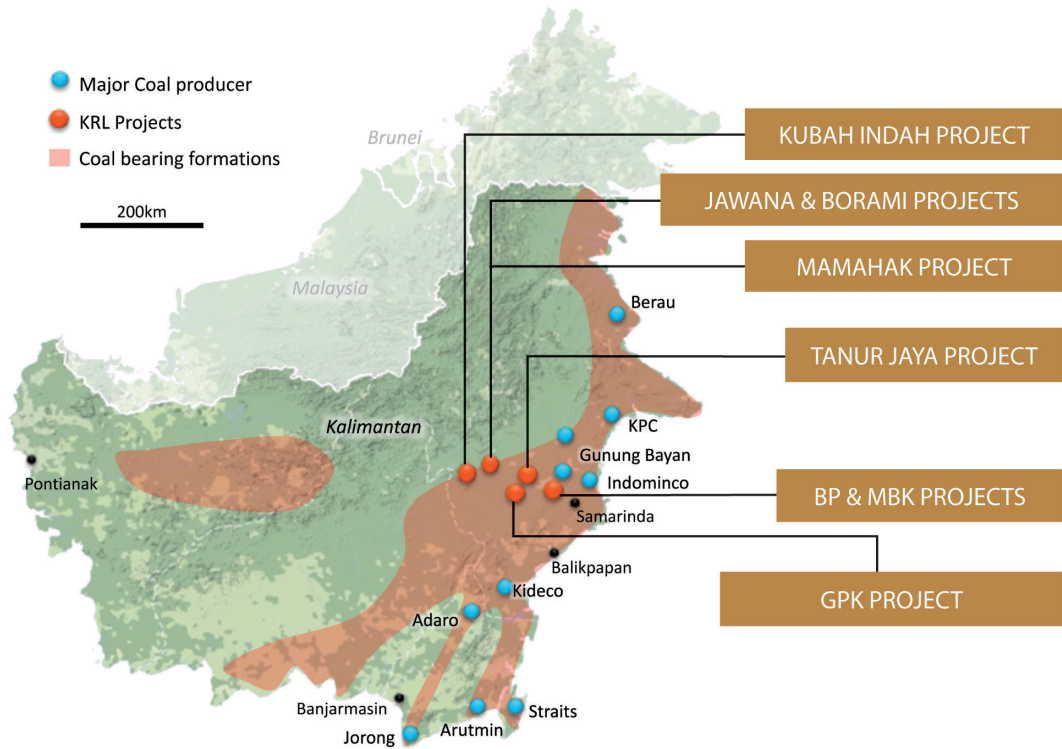 Major Coal producer
KRL Projects
Coal bearing formations
200km
Brunei
Malaysia
Kalimantan
Pontianak
Berau
KPC
Gunung Bayan
Indominco
Samarinda
Balikpapan
Kideco
Adaro
Banjarmasin
Jorong
Arutmin
Straits
KUBAH INDAH PROJECT
JAWANA & BORAMI PROJECTS
MAMAHAK PROJECT
TANUR JAYA PROJECT
BP & MBK PROJECTS
GPK PROJECT